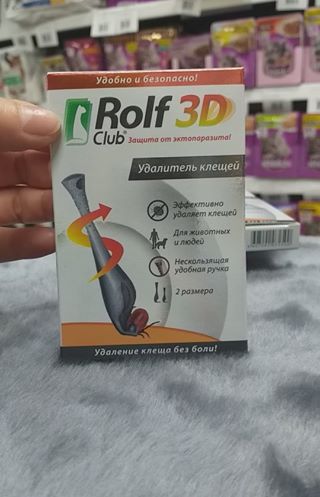 Удобно и безопасно!
Rolf 3D
Club®
Защита от эктопаразита!
Удалитель клещей
Эффективно
удаляет клещей
Для животных
и людей
Нескользящая
удобная ручка
2 размера
Удаление клеща без боли!